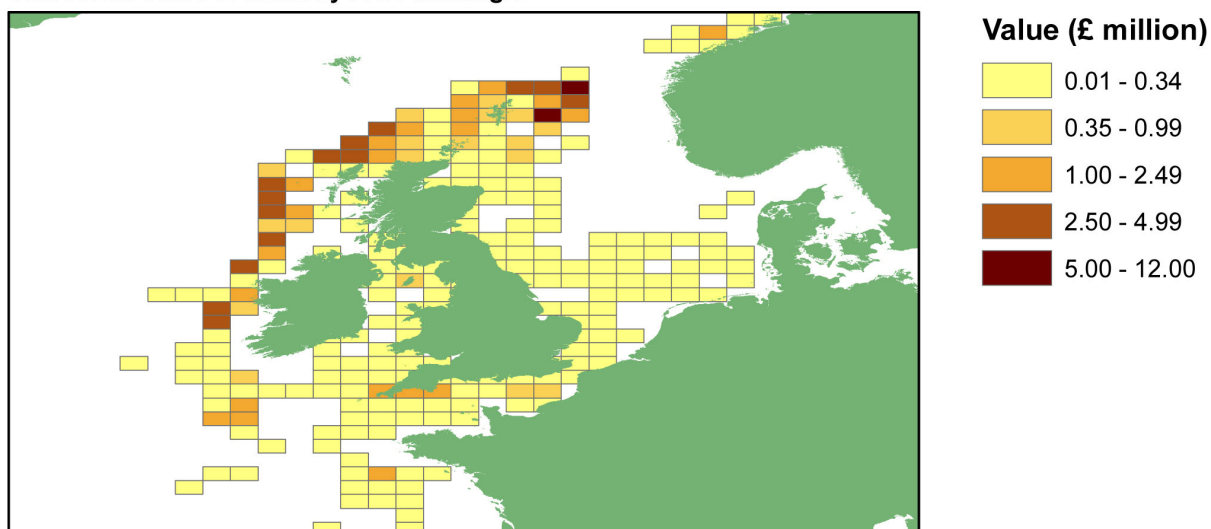 Value (£ million)
0.01 - 0.34
0.35 - 0.99
1.00 - 2.49
2.50 - 4.99
5.00 - 12.00